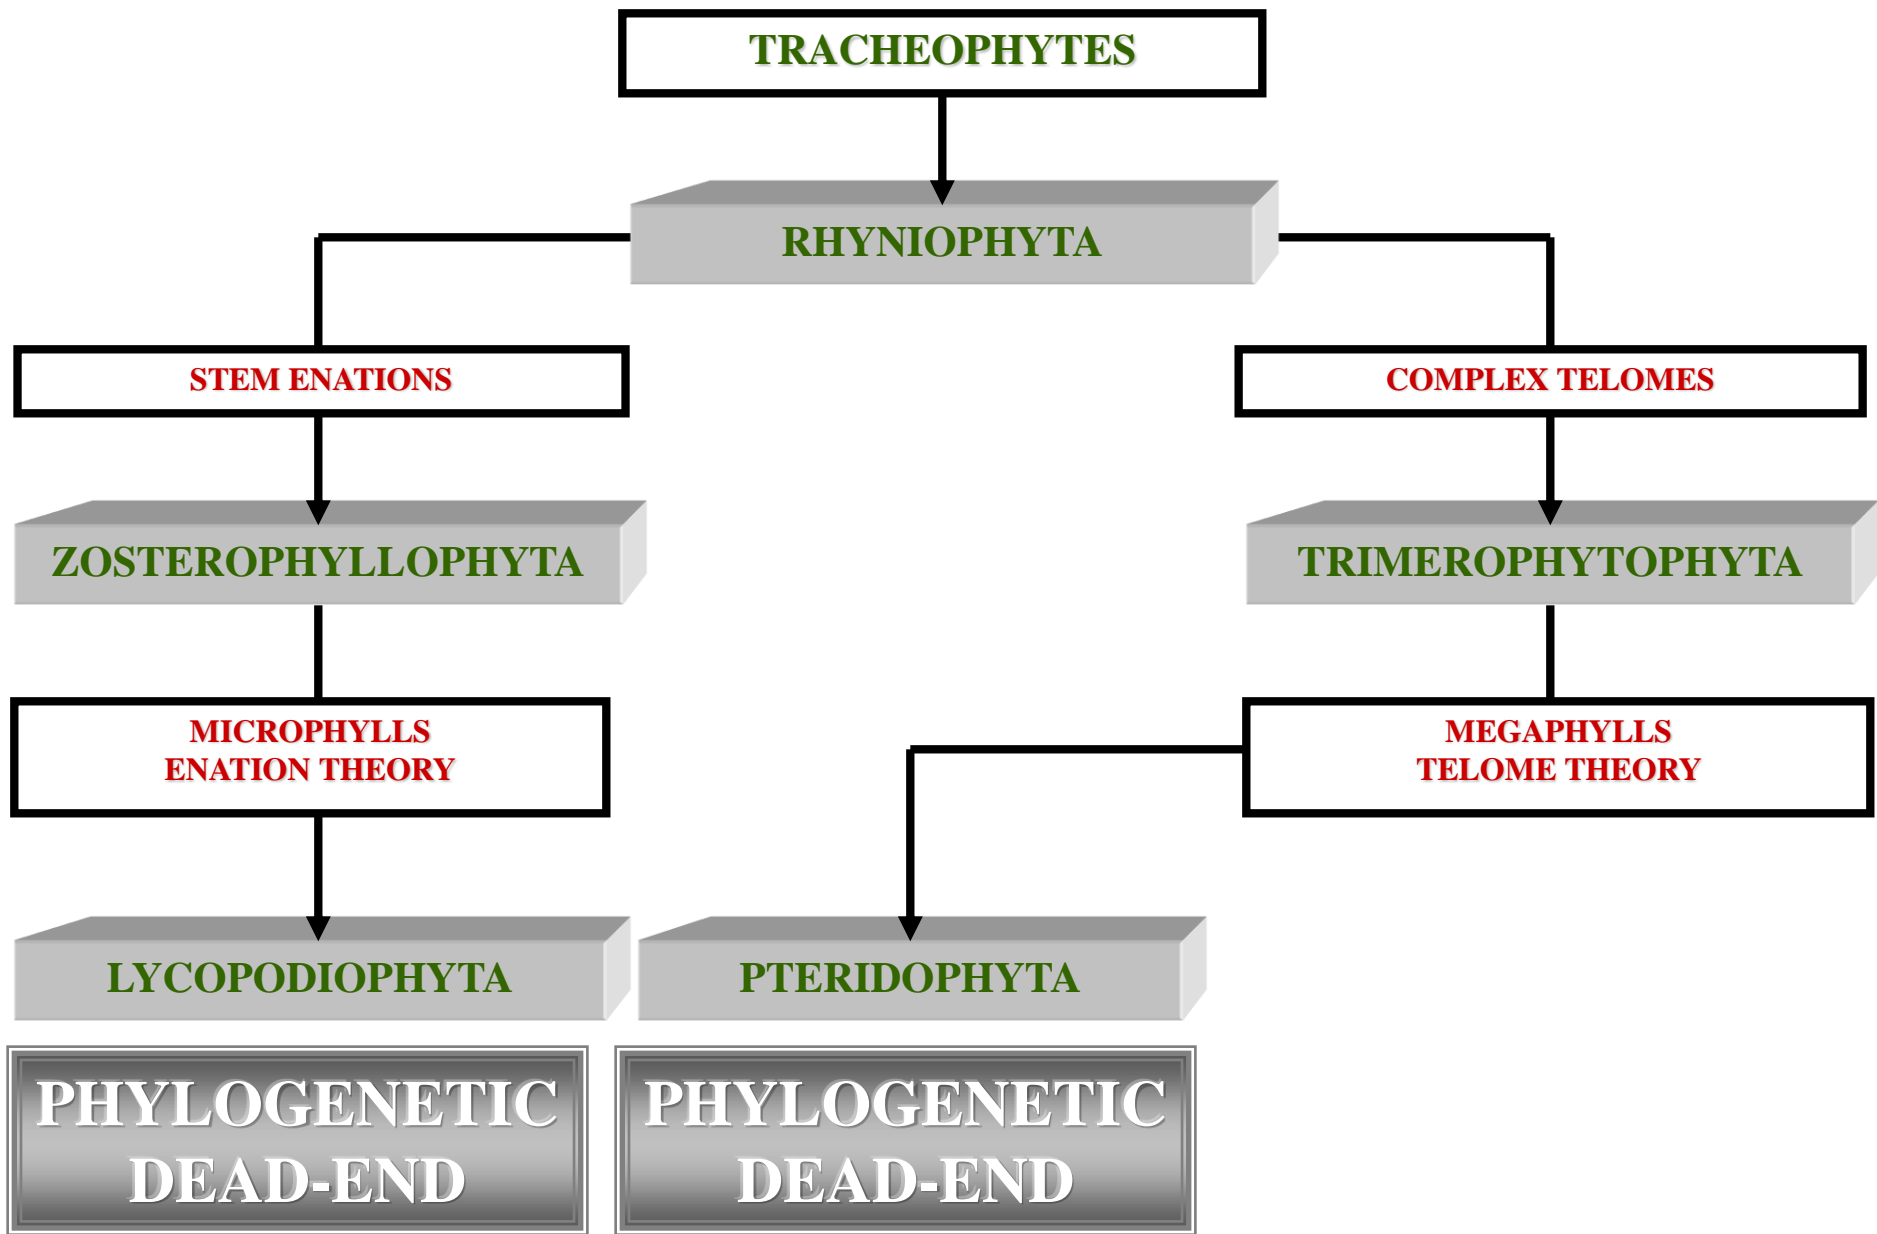 TRACHEOPHYTES
RHYNIOPHYTA
STEM ENATIONS
COMPLEX TELOMES
ZOSTEROPHYLLOPHYTA
TRIMEROPHYTOPHYTA
MICROPHYLLS
ENATION THEORY
MEGAPHYLLS
TELOME THEORY
LYCOPODIOPHYTA
PTERIDOPHYTA
PHYLOGENETIC
DEAD-END
PHYLOGENETIC
DEAD-END